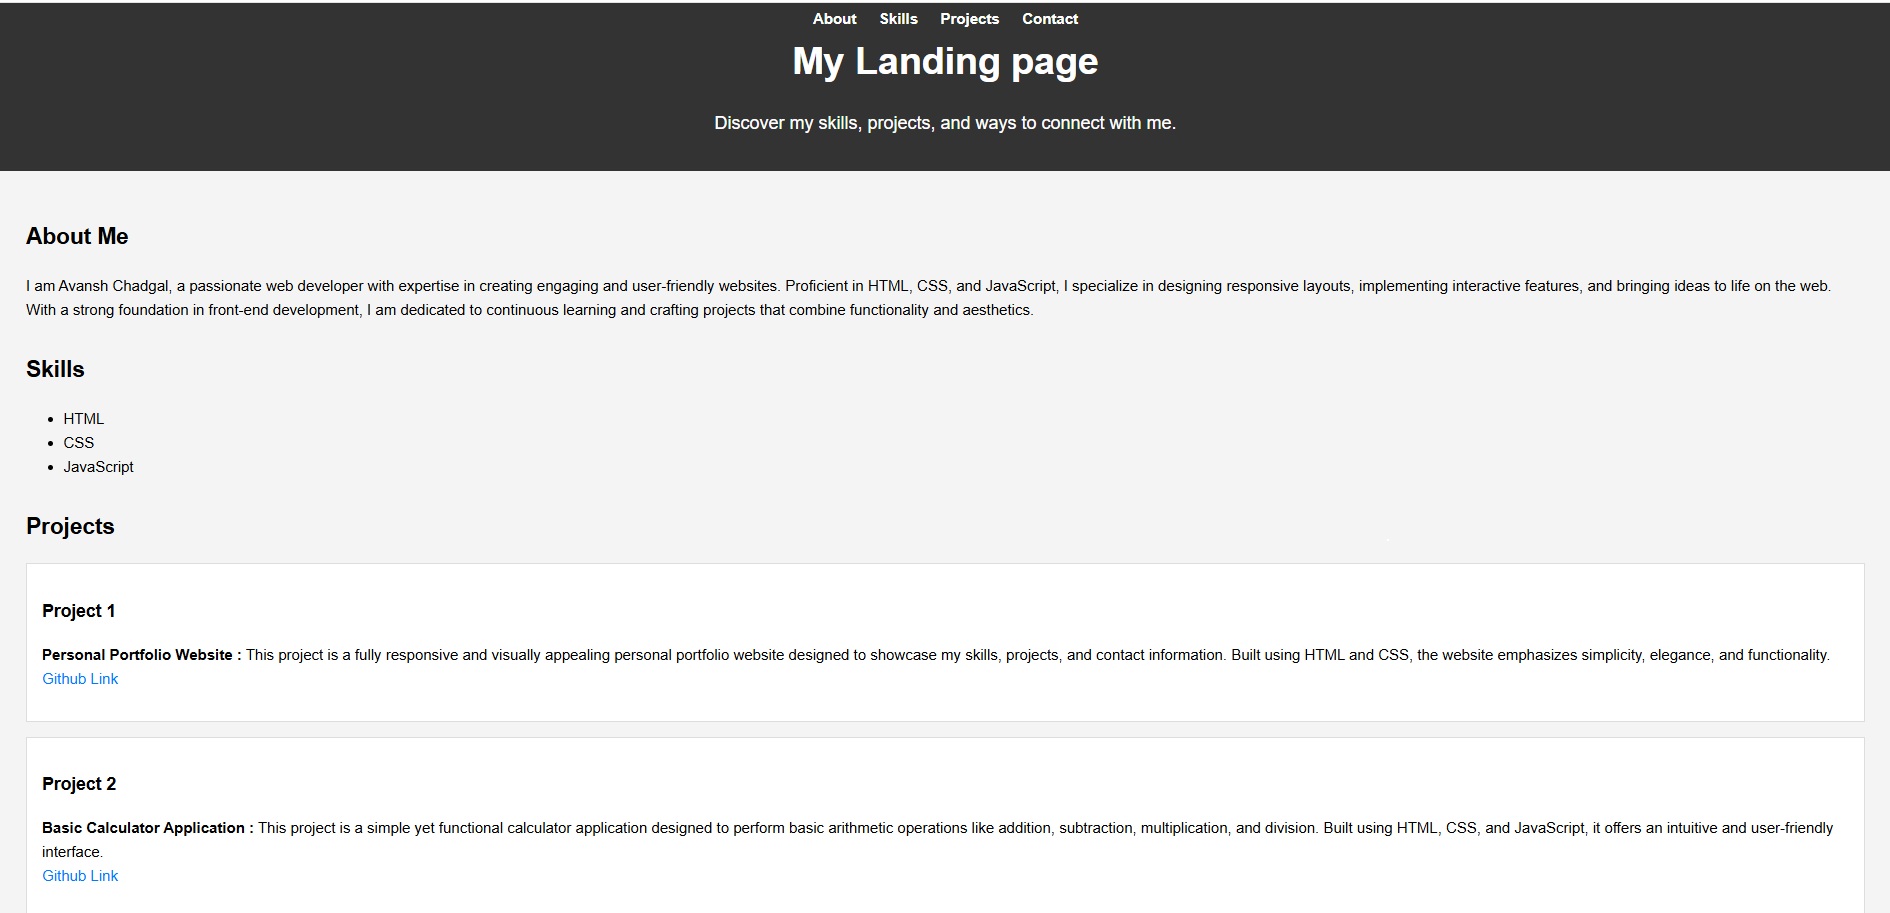 About Skills Projects Contact
My Landing page
Discover my skills, projects, and ways to connect with me.
About Me
I am Avansh Chadgal, a passionate web developer with expertise in creating engaging and user-friendly websites. Proficient in HTML, CSS, and JavaScript, I specialize in designing responsive layouts, implementing interactive features, and bringing ideas to life on the web.
With a strong foundation in front-end development, I am dedicated to continuous learning and crafting projects that combine functionality and aesthetics.
Skills
• HTML
• CSS
• JavaScript
Projects
Project 1
Personal Portfolio Website : This project is a fully responsive and visually appealing personal portfolio website designed to showcase my skills, projects, and contact information. Built using HTML and CSS, the website emphasizes simplicity, elegance, and functionality.
Github Link
Project 2
Basic Calculator Application : This project is a simple yet functional calculator application designed to perform basic arithmetic operations like addition, subtraction, multiplication, and division. Built using HTML, CSS, and JavaScript, it offers an intuitive and user-friendly
interface.
Github Link